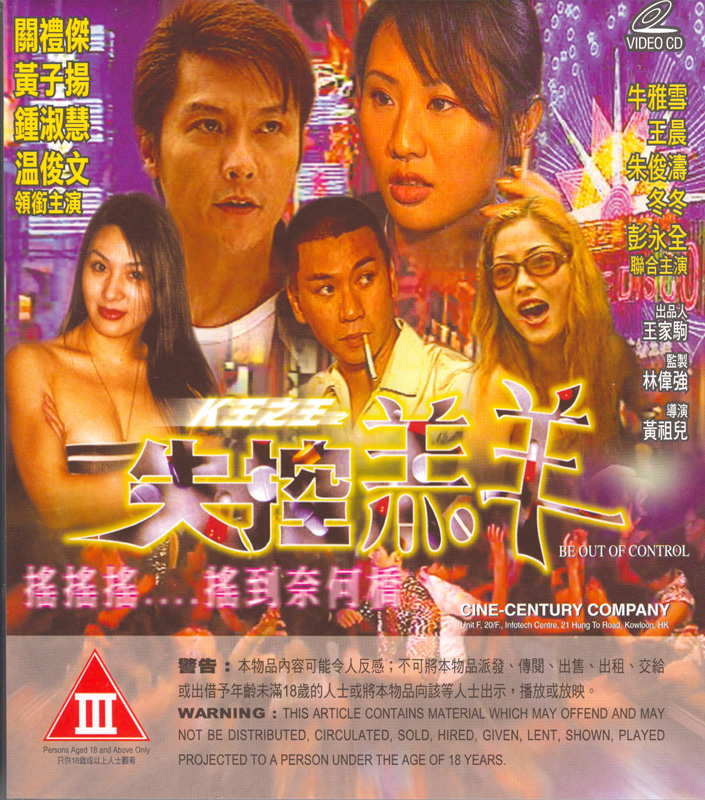 關禮傑
黃子揚
鍾淑慧
温俊文
領銜主演
VIDEO CD
牛雅雪
王晨
朱俊濤
冬冬
彭永全
聯合主演
出品人
王家駒
監製
林偉強
導演
黃祖兒
K王之王之
失控羔羊
BE OUT OF CONTROL
搖搖搖....搖到奈何橋
CINE-CENTURY COMPANY
Unit F, 20/F., Infotech Centre, 21 Hung To Road, Kowloon, HK
III
Persons Aged 18 and Above Only
只供18歲或以上人士觀看
警告：本物品內容可能令人反感；不可將本物品派發、傳閱、出售、出租、交給
或出借予年齡未滿18歲的人士或將本物品向該等人士出示，播放或放映。
WARNING : THIS ARTICLE CONTAINS MATERIAL WHICH MAY OFFEND AND MAY
NOT BE DISTRIBUTED, CIRCULATED, SOLD, HIRED, GIVEN, LENT, SHOWN, PLAYED
PROJECTED TO A PERSON UNDER THE AGE OF 18 YEARS.